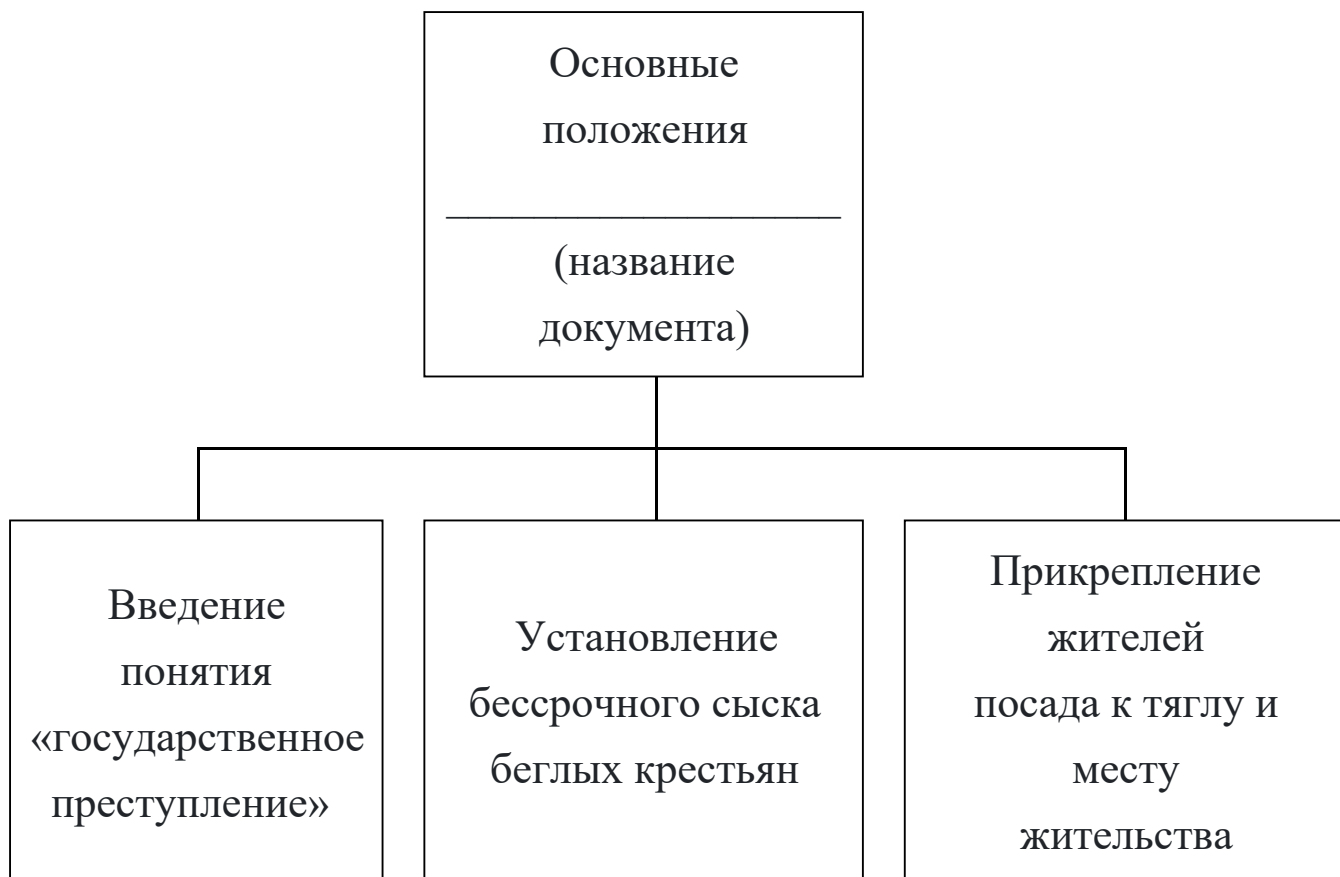 Основные
положения
__________________
(название
документа)
Введение
понятия
«государственное
преступление»
Установление
бессрочного сыска
беглых крестьян
Прикрепление
жителей
посада к тяглу и
месту
жительства